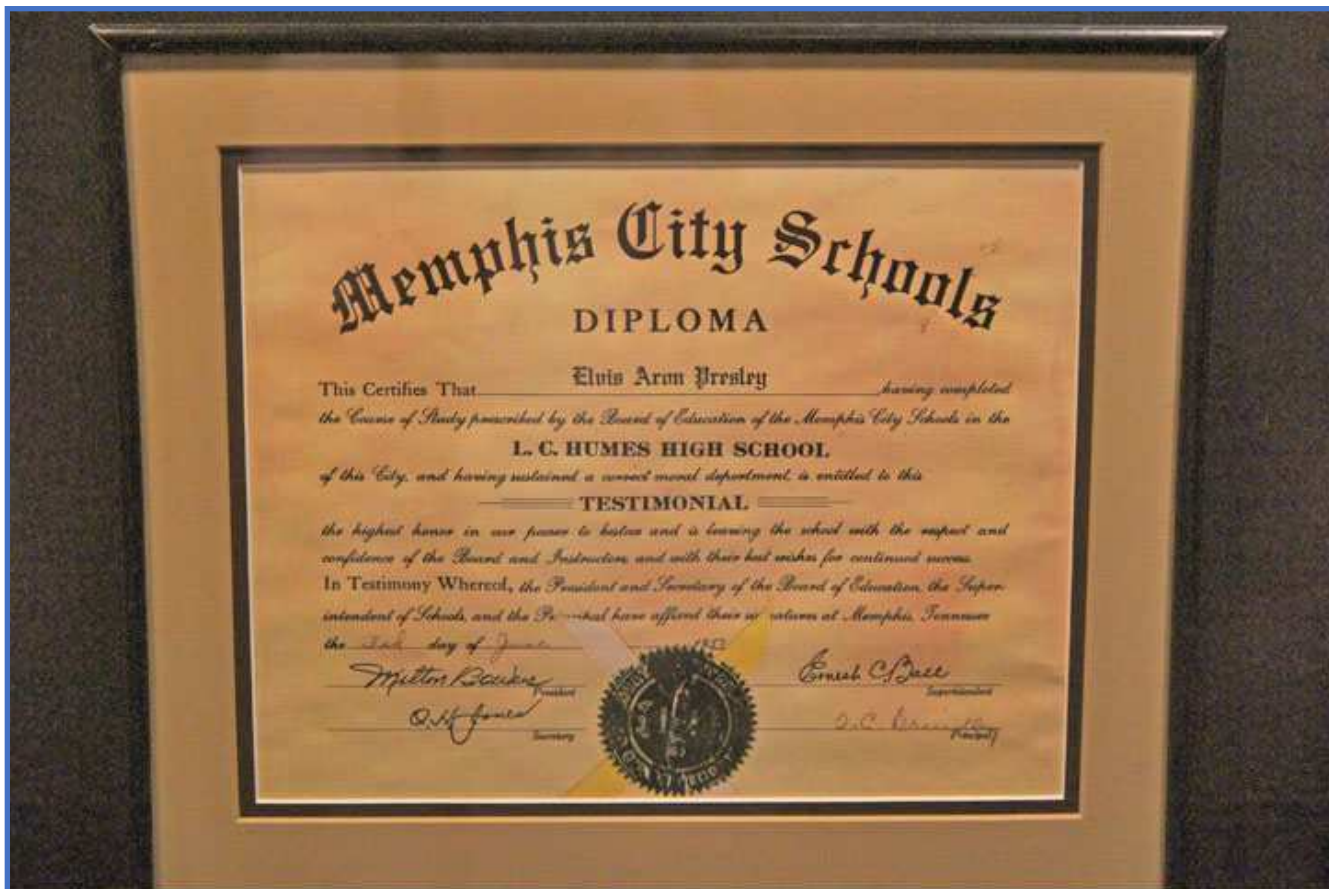 Memphis City Schools
DIPLOMA
This Certifies That Elvis Aron Presley, having completed
the Course of Study prescribed by the Board of Education of the Memphis City Schools in the
L. C. HUMES HIGH SCHOOL
of this City, and having sustained a correct moral deportment, is entitled to this
TESTIMONIAL
the highest honor in our power to bestow and is leaving the school with the respect and
confidence of the Board and Instructors and with their best wishes for continued success.
In Testimony Whereof, the President and Secretary of the Board of Education, the Super-
intendent of Schools, and the Principal have affixed their signatures at Memphis, Tennessee
the 3rd day of June 1953
Milton Bowers Ernest C. Ball
President Superintendent
Q.H. Jones
Secretary Principal